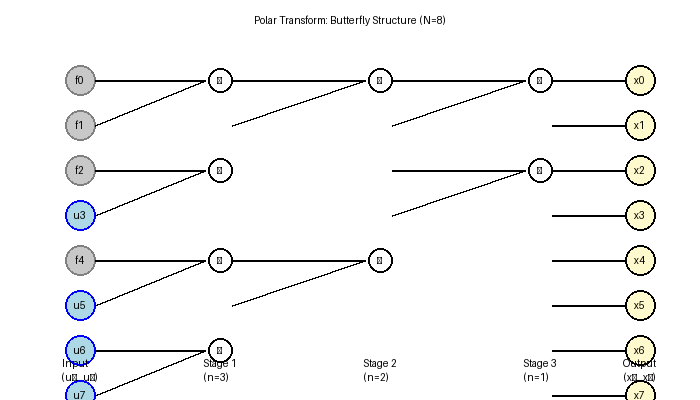 Polar Transform: Butterfly Structure (N=8)
f0 x0
f1 x1
f2 x2
u3 x3
f4 x4
u5 x5
u6 x6
Input Stage 1 Stage 2 Stage 3 Output
(n=3) (n=2) (n=1)
u7 x7